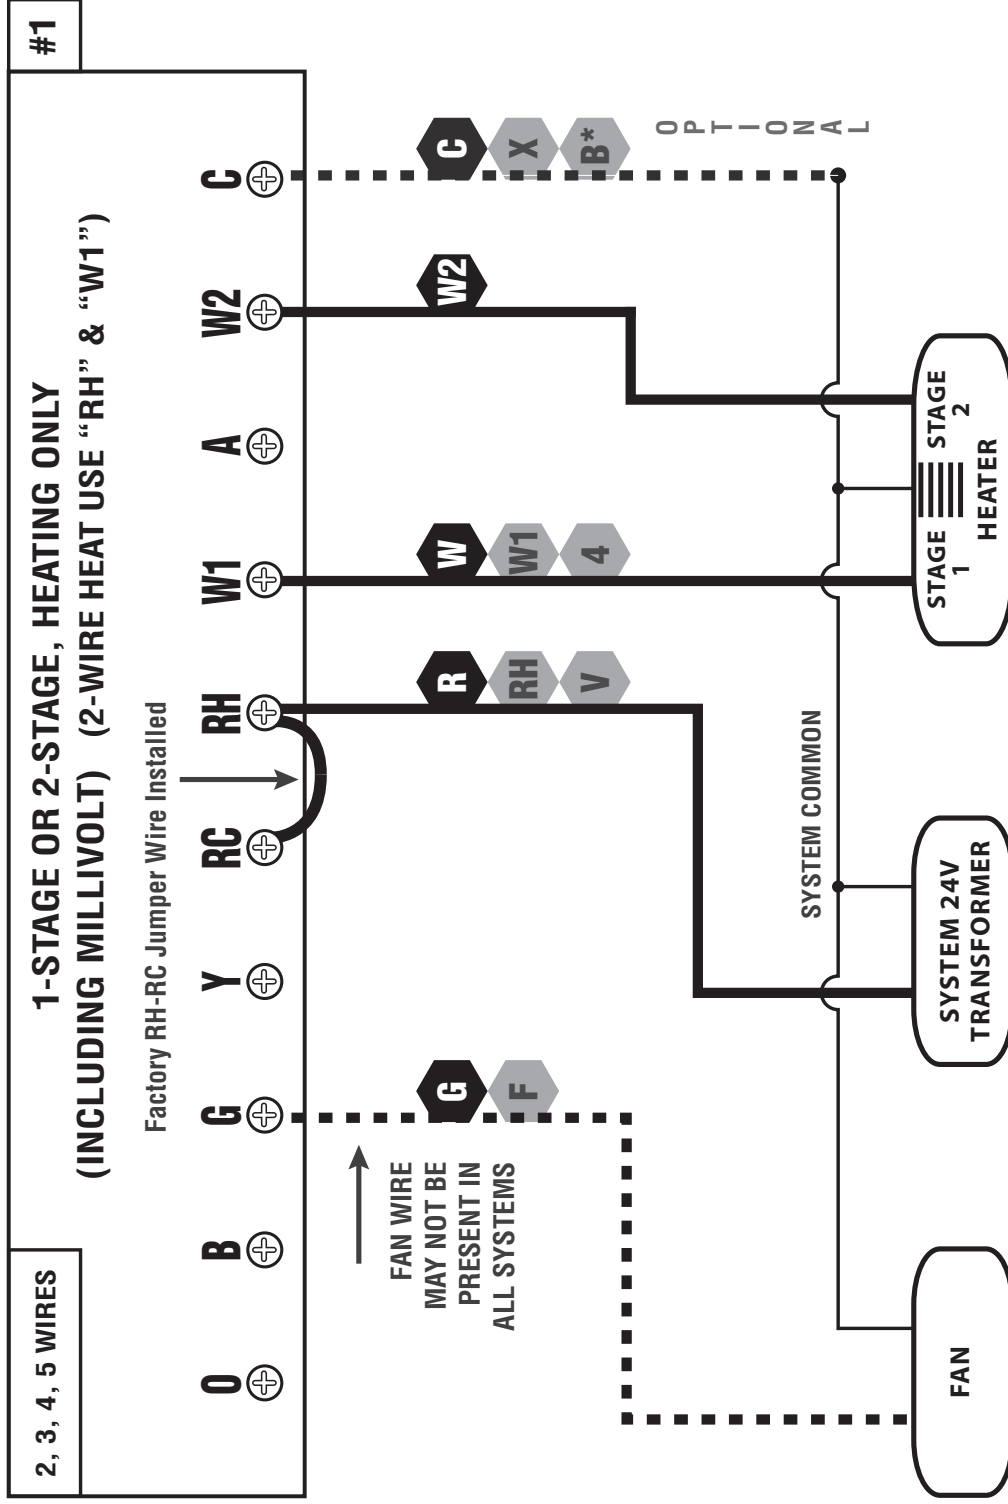 2, 3, 4, 5 WIRES
#1
1-STAGE OR 2-STAGE, HEATING ONLY
(INCLUDING MILLIVOLT) (2-WIRE HEAT USE “RH” & “W1”)
Factory RH-RC Jumper Wire Installed
O B G Y RC RH W1 A W2 C
FAN WIRE
MAY NOT BE
PRESENT IN
ALL SYSTEMS
G
F
R
RH
V
W
W1
4
W2
C
X
B*
OPTIONAL
SYSTEM COMMON
FAN
SYSTEM 24V
TRANSFORMER
STAGE
1
STAGE
2
HEATER